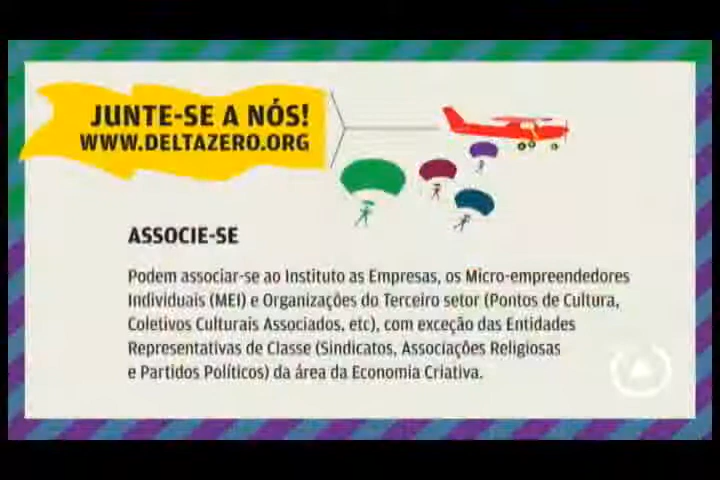 JUNTE-SE A NÓS!
WWW.DELTAZERO.ORG
ASSOCIE-SE
Podem associar-se ao Instituto as Empresas, os Micro-empreendedores
Individuais (MEI) e Organizações do Terceiro setor (Pontos de Cultura,
Coletivos Culturais Associados, etc), com exceção das Entidades
Representativas de Classe (Sindicatos, Associações Religiosas
e Partidos Políticos) da área da Economia Criativa.